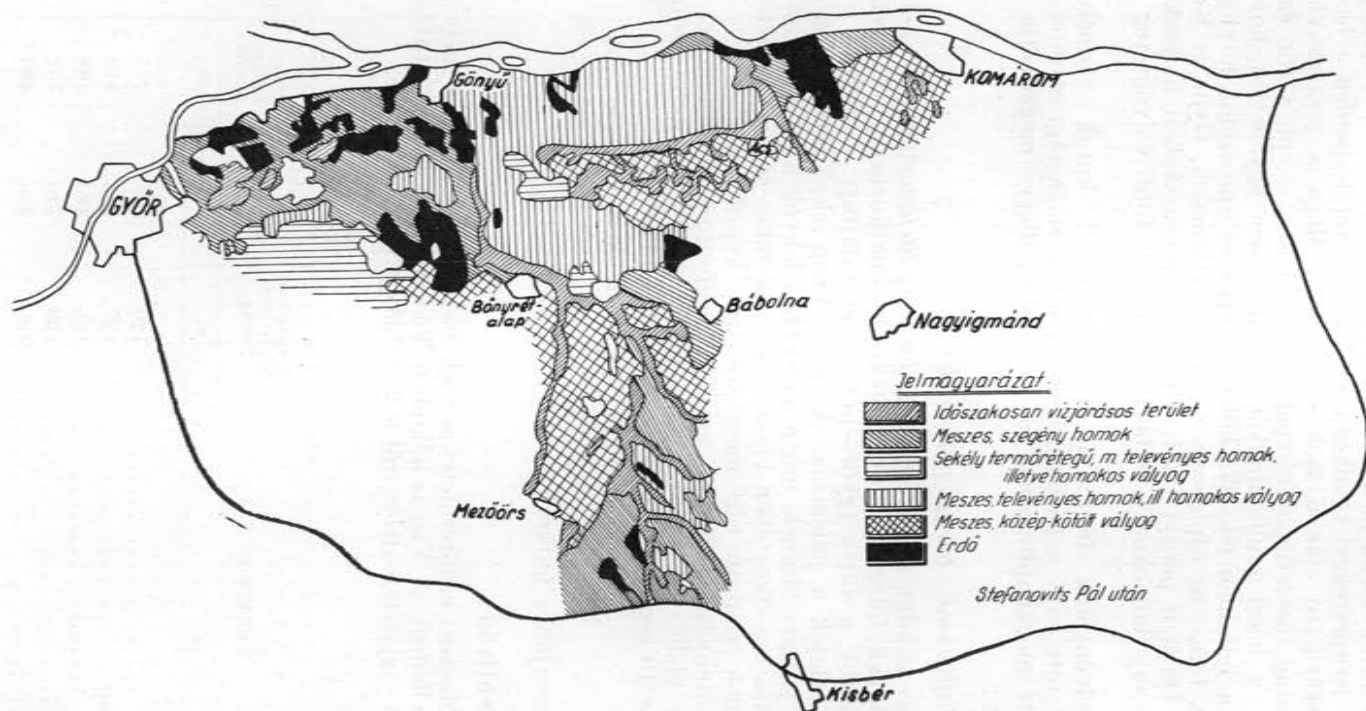 Gönyű
KOMÁROM
Ács
GYŐR
Bőnyrét-
alap
Bábolna
Nagyigmánd
Jelmagyarázat
Időszakosan vízjárásos terület
Meszes, szegény homok
Sekély termőrétegű, m. televényes homok,
illetve homokos vályog
Meszes, televényes homok, ill homokos vályog
Meszes, közép-kötött vályog
Erdő
Mezőörs
Stefanovits Pál után
Kisbér